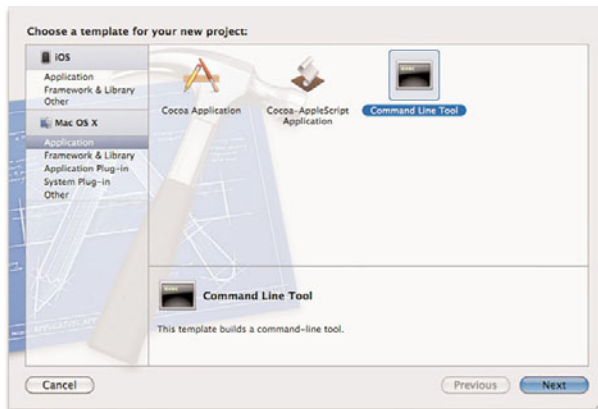 Choose a template for your new project:
iOS
Application
Framework & Library
Other
Mac OS X
Application
Framework & Library
Application Plug-in
System Plug-in
Other
Cocoa Application
Cocoa-AppleScript
Application
Command Line Tool
Command Line Tool
This template builds a command-line tool.
Cancel
Previous
Next